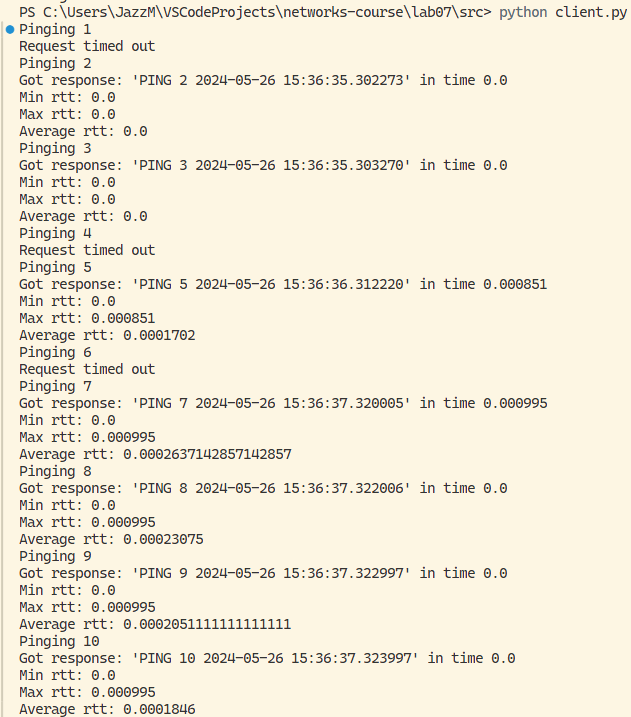 PS C:\Users\JazzM\VSCodeProjects\networks-course\lab07\src> python client.py
Pinging 1
Request timed out
Pinging 2
Got response: 'PING 2 2024-05-26 15:36:35.302273' in time 0.0
Min rtt: 0.0
Max rtt: 0.0
Average rtt: 0.0
Pinging 3
Got response: 'PING 3 2024-05-26 15:36:35.303270' in time 0.0
Min rtt: 0.0
Max rtt: 0.0
Average rtt: 0.0
Pinging 4
Request timed out
Pinging 5
Got response: 'PING 5 2024-05-26 15:36:36.312220' in time 0.000851
Min rtt: 0.0
Max rtt: 0.000851
Average rtt: 0.0001702
Pinging 6
Request timed out
Pinging 7
Got response: 'PING 7 2024-05-26 15:36:37.320005' in time 0.000995
Min rtt: 0.0
Max rtt: 0.000995
Average rtt: 0.0002637142857142857
Pinging 8
Got response: 'PING 8 2024-05-26 15:36:37.322006' in time 0.0
Min rtt: 0.0
Max rtt: 0.000995
Average rtt: 0.00023075
Pinging 9
Got response: 'PING 9 2024-05-26 15:36:37.322997' in time 0.0
Min rtt: 0.0
Max rtt: 0.000995
Average rtt: 0.0002051111111111111
Pinging 10
Got response: 'PING 10 2024-05-26 15:36:37.323997' in time 0.0
Min rtt: 0.0
Max rtt: 0.000995
Average rtt: 0.0001846